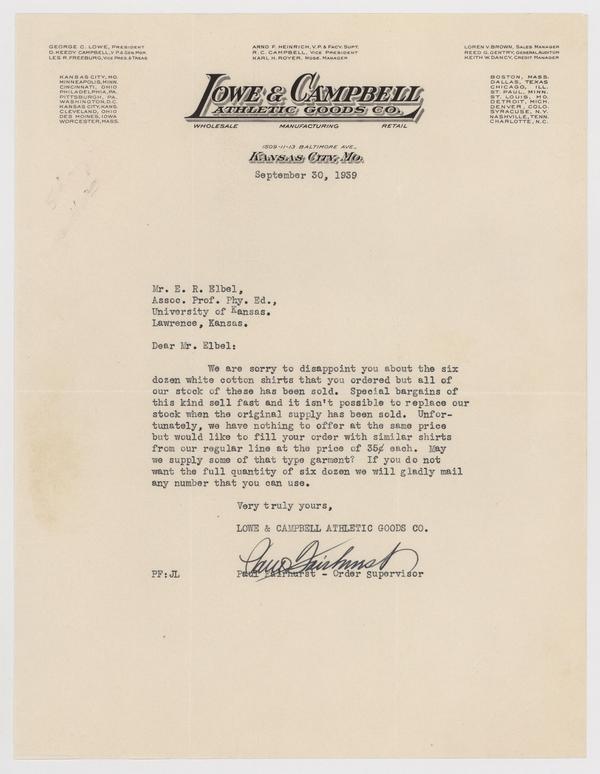 GEORGE C. LOWE, PRESIDENT
D. KEEDY CAMPBELL, V.P. & GEN. MGR.
LES R. FREEBURG, VICE PRES. & TREAS.
ARNO F. HEINRICH, V.P. & FACY. SUPT.
R. C. CAMPBELL, VICE PRESIDENT
KARL H. ROYER, MDSE. MANAGER
LOREN V. BROWN, SALES MANAGER
REED G. GENTRY, GENERAL AUDITOR
KEITH W. DANCY, CREDIT MANAGER
KANSAS CITY, MO.
MINNEAPOLIS, MINN.
CINCINNATI, OHIO
PHILADELPHIA, PA.
PITTSBURGH, PA.
WASHINGTON, D.C.
KANSAS CITY, KANS.
CLEVELAND, OHIO
DES MOINES, IOWA
WORCESTER, MASS.
LOWE & CAMPBELL
ATHLETIC GOODS CO.
WHOLESALE MANUFACTURING RETAIL
BOSTON, MASS.
DALLAS, TEXAS
CHICAGO, ILL.
ST. PAUL, MINN.
ST. LOUIS, MO.
DETROIT, MICH.
DENVER, COLO.
SYRACUSE, N.Y.
NASHVILLE, TENN.
CHARLOTTE, N.C.
1509-11-13 BALTIMORE AVE.,
KANSAS CITY, MO.
September 30, 1939
Mr. E. R. Elbel,
Assoc. Prof. Phy. Ed.,
University of Kansas.
Lawrence, Kansas.
Dear Mr. Elbel:
We are sorry to disappoint you about the six
dozen white cotton shirts that you ordered but all of
our stock of these has been sold. Special bargains of
this kind sell fast and it isn't possible to replace our
stock when the original supply has been sold. Unfor-
tunately, we have nothing to offer at the same price
but would like to fill your order with similar shirts
from our regular line at the price of 35¢ each. May
we supply some of that type garment? If you do not
want the full quantity of six dozen we will gladly mail
any number that you can use.
Very truly yours,
LOWE & CAMPBELL ATHLETIC GOODS CO.
Paul Fairhurst
PF:JL Paul Fairhurst - Order Supervisor